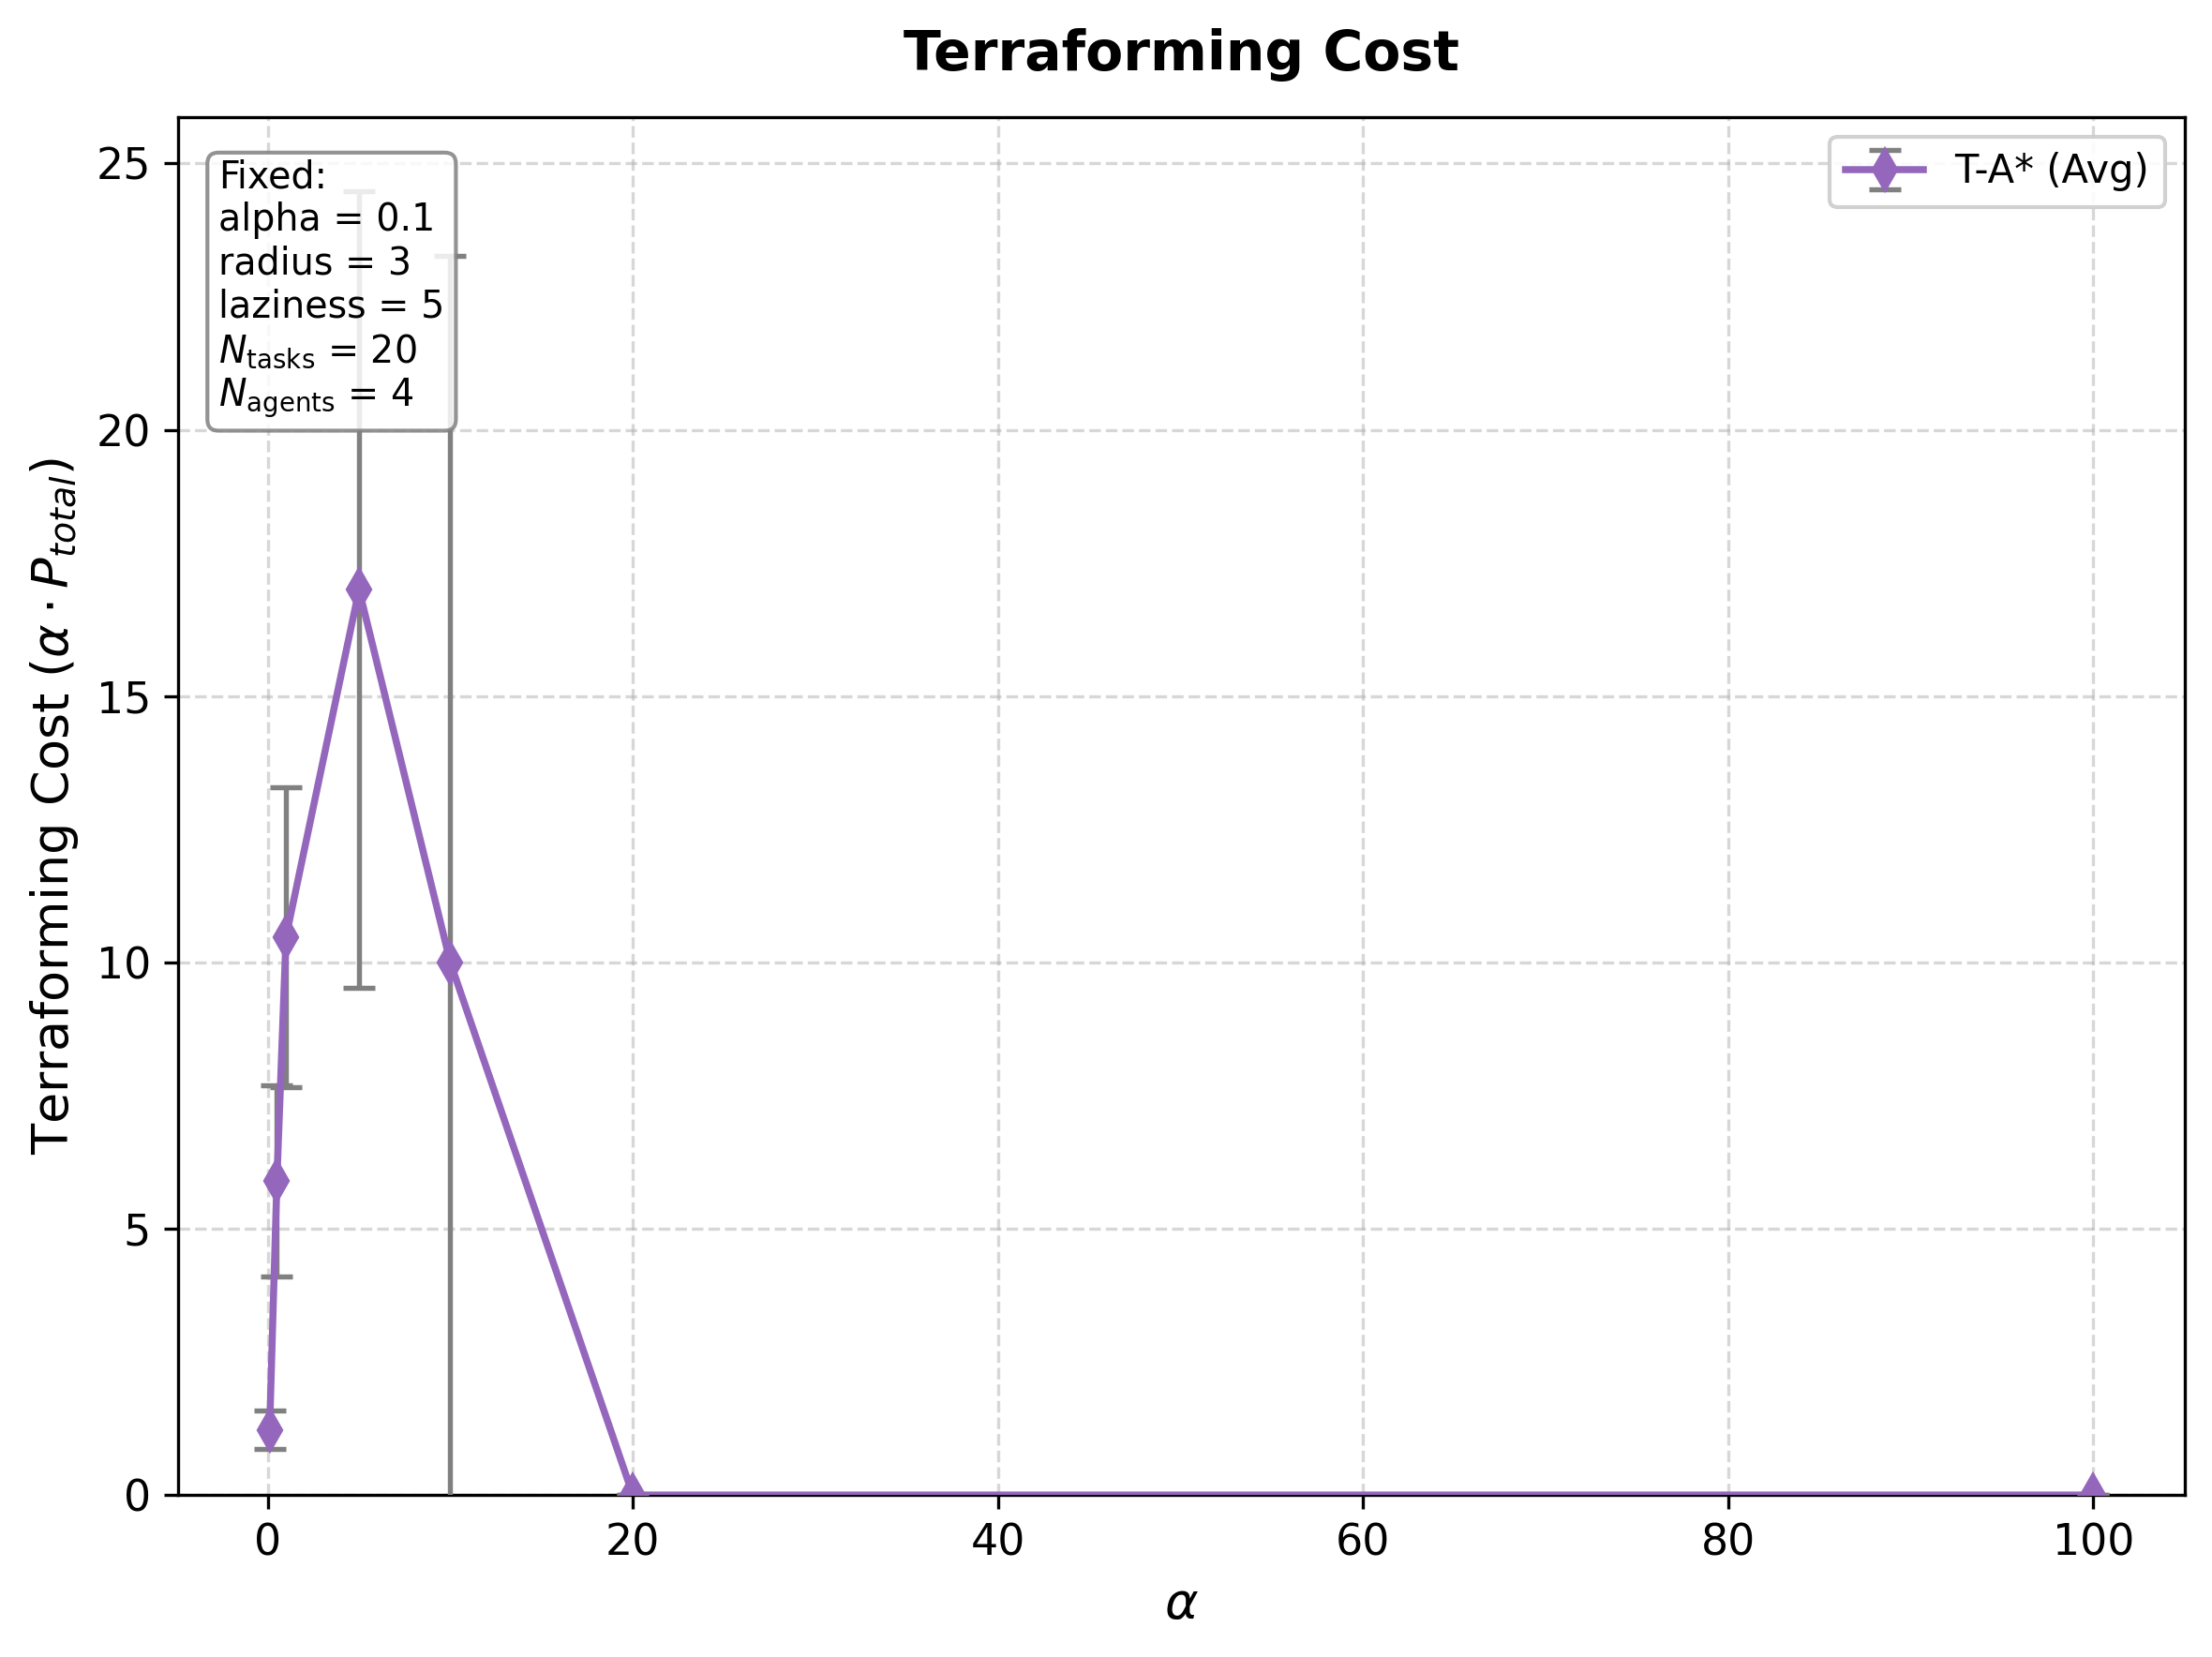 Terraforming Cost
Fixed:
alpha = 0.1
radius = 3
laziness = 5
N_tasks = 20
N_agents = 4
T-A* (Avg)
Terraforming Cost (α · P_total)
25
20
15
10
5
0
0 20 40 60 80 100
α